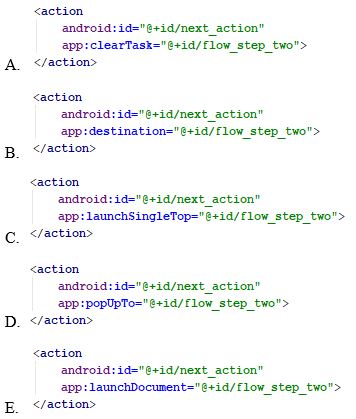 <action
android:id="@+id/next_action"
app:clearTask="@+id/flow_step_two">
A. </action>
<action
android:id="@+id/next_action"
app:destination="@+id/flow_step_two">
B. </action>
<action
android:id="@+id/next_action"
app:launchSingleTop="@+id/flow_step_two">
C. </action>
<action
android:id="@+id/next_action"
app:popUpTo="@+id/flow_step_two">
D. </action>
<action
android:id="@+id/next_action"
app:launchDocument="@+id/flow_step_two">
E. </action>